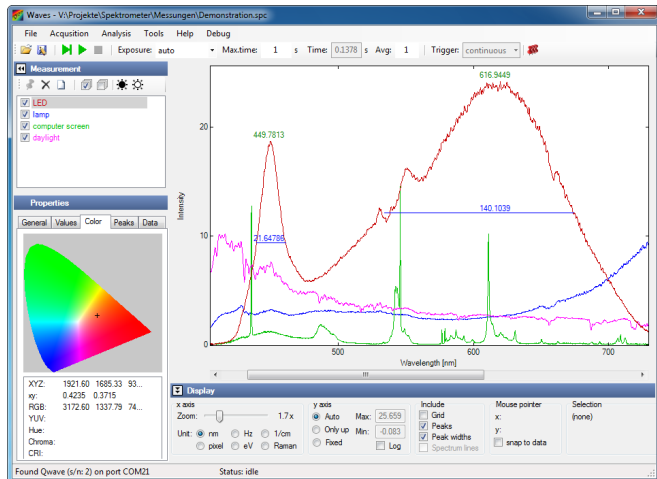 Waves - V:\Projekte\Spektrometer\Messungen\Demonstration.spc
File Acquisition Analysis Tools Help Debug
Exposure: auto Max.time: 1 s Time: 0.1378 s Avg: 1 Trigger: continuous
Measurement
LED
lamp
computer screen
daylight
Properties
General Values Color Peaks Data
XYZ: 1921.60 1685.33 93...
xy: 0.4235 0.3715
RGB: 3172.60 1337.79 74...
YUV:
Hue:
Chroma:
CRI:
616.9449
449.7813
140.1039
21.64786
Intensity
20
10
0
500 600 700
Wavelength [nm]
Display
x axis y axis Include Mouse pointer Selection
Zoom: 1.7 x Auto Max: 25.659 Grid x: (none)
Only up Min: -0.083 Peaks y:
Unit: nm Hz 1/cm Fixed Peak widths snap to data
pixel eV Raman Log Spectrum lines
Found Qwave (s/n: 2) on port COM21 Status: idle